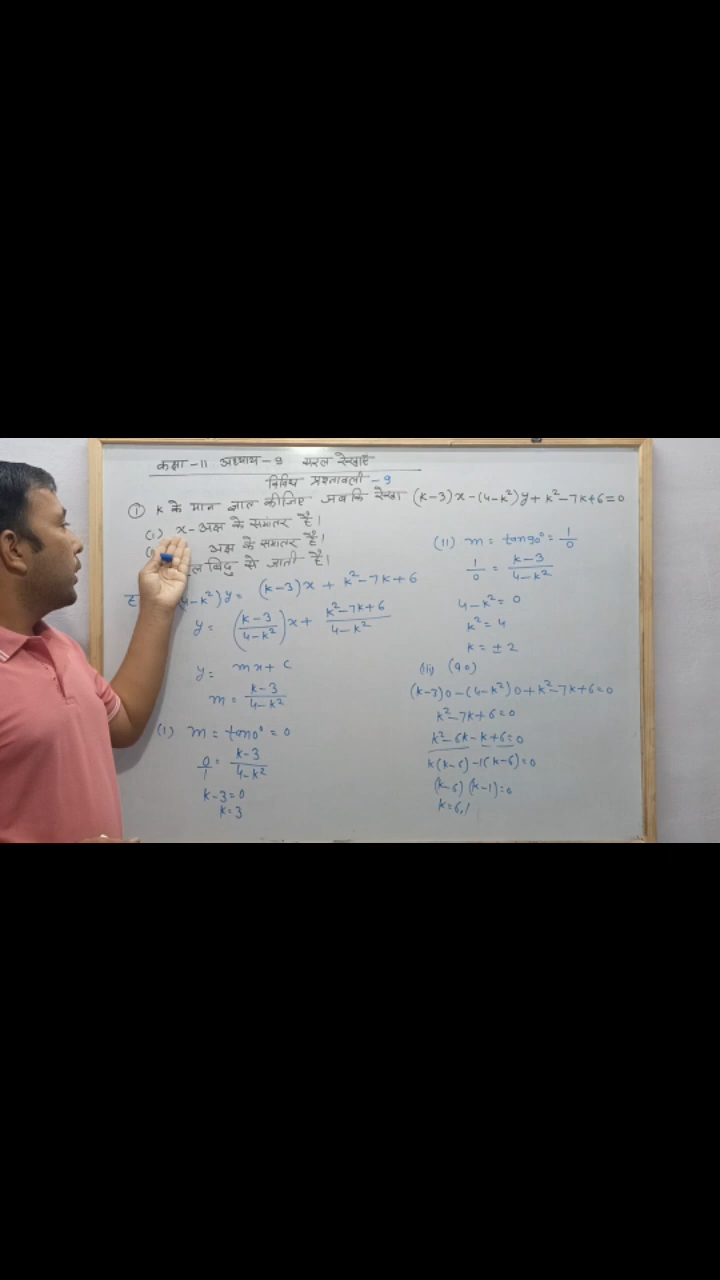 कक्षा -11 अध्याय - 9 सरल रेखाएं
विविध प्रश्नावली - 9
① k के मान ज्ञात कीजिए जबकि रेखा (k-3)x-(4-k²)y+k²-7k+6=0
(i) x-अक्ष के समांतर है।
अक्ष के समांतर है।
बिंदु से जाती है।
4-k²)y = (k-3)x + k²-7k+6
y = (k-3/4-k²)x + k²-7k+6/4-k²
y = mx+c
m = k-3/4-k²
(i) m = tan0° = 0
0/1 = k-3/4-k²
k-3=0
k=3
(ii) m = tan90° = 1/0
1/0 = k-3/4-k²
4-k²=0
k²=4
k = ±2
(iii)
(k-3)0-(4-k²)0+k²-7k+6=0
k²-7k+6=0
k²-6k-k+6=0
k(k-6)-1(k-6)=0
(k-6)(k-1)=0
k=6,1